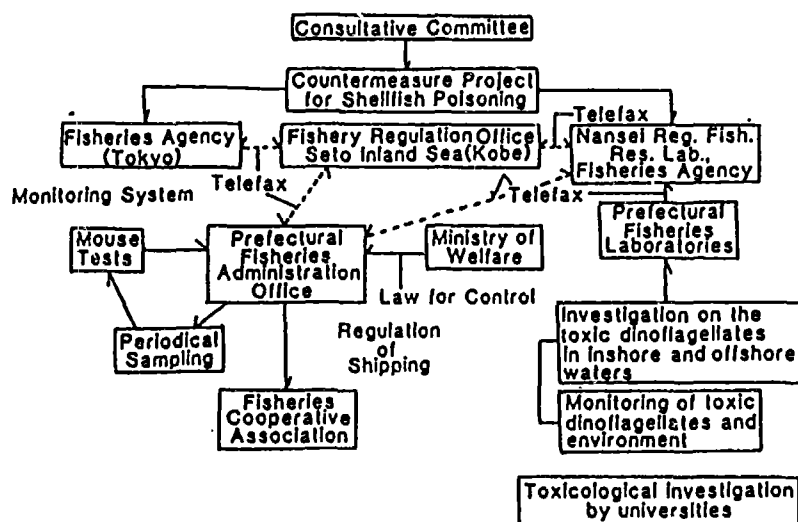 Consultative Committee
Countermeasure Project
for Shellfish Poisoning
Telefax
Fisheries Agency
(Tokyo)
Fishery Regulation Office
Seto Inland Sea(Kobe)
Nansei Reg. Fish.
Res. Lab.,
Fisheries Agency
Telefax
Monitoring System
Telefax
Mouse
Tests
Prefectural
Fisheries
Administration
Office
Ministry of
Welfare
Prefectural
Fisheries
Laboratories
Law for Control
Periodical
Sampling
Regulation
of
Shipping
Investigation on the
toxic dinoflagellates
in inshore and offshore
waters
Fisheries
Cooperative
Association
Monitoring of toxic
dinoflagellates and
environment
Toxicological investigation
by universities